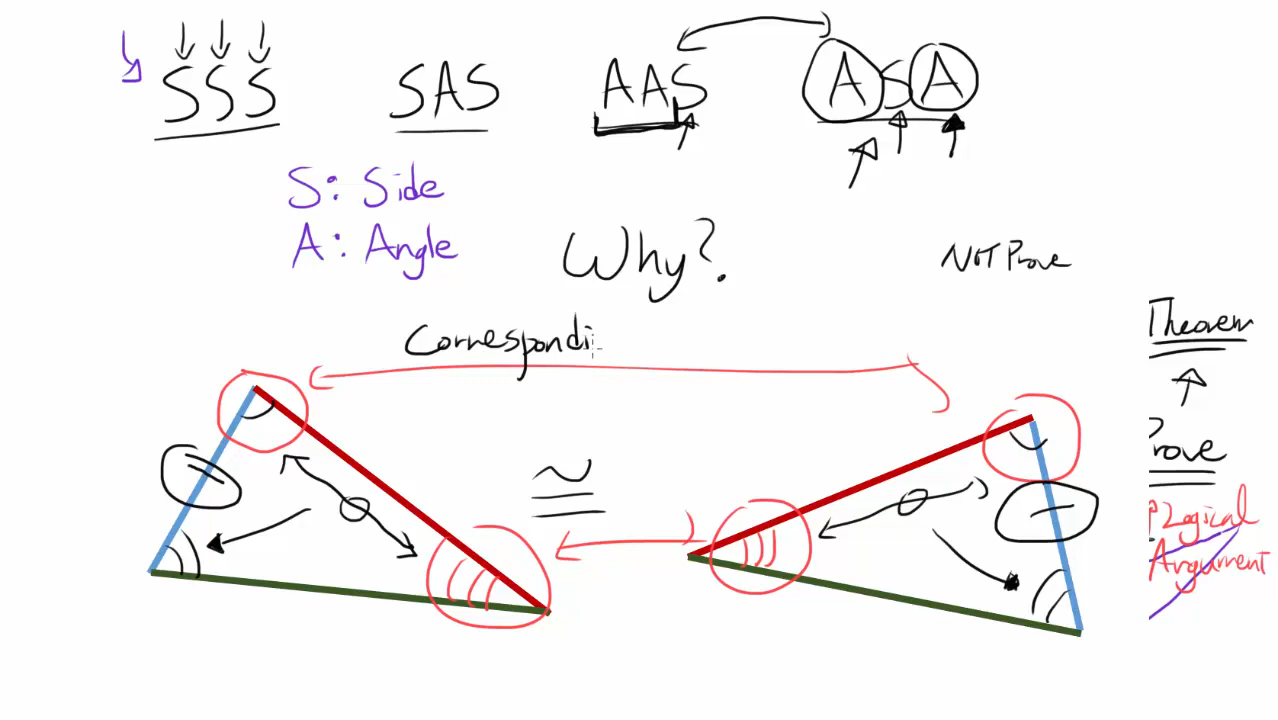 SSS SAS AAS ASA
S: Side
A: Angle
Why?
NOT Prove
Correspondi
Theorem
Prove
Logical
Argument